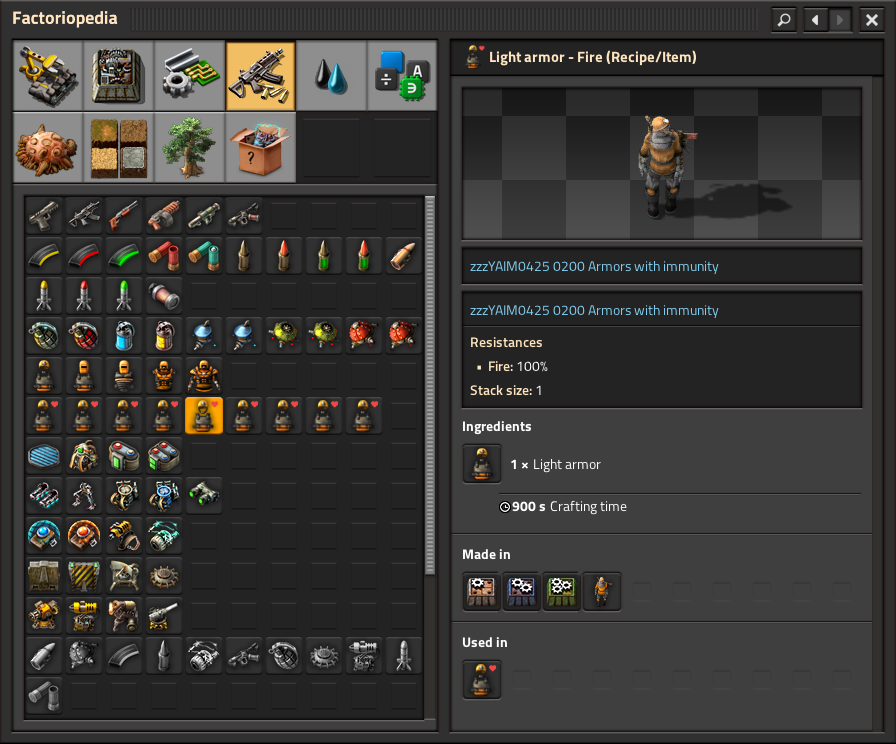 Factoriopedia
Light armor - Fire (Recipe/Item)
zzzYAIM0425 0200 Armors with immunity
zzzYAIM0425 0200 Armors with immunity
Resistances
• Fire: 100%
Stack size: 1
Ingredients
1 × Light armor
900 s Crafting time
Made in
Used in